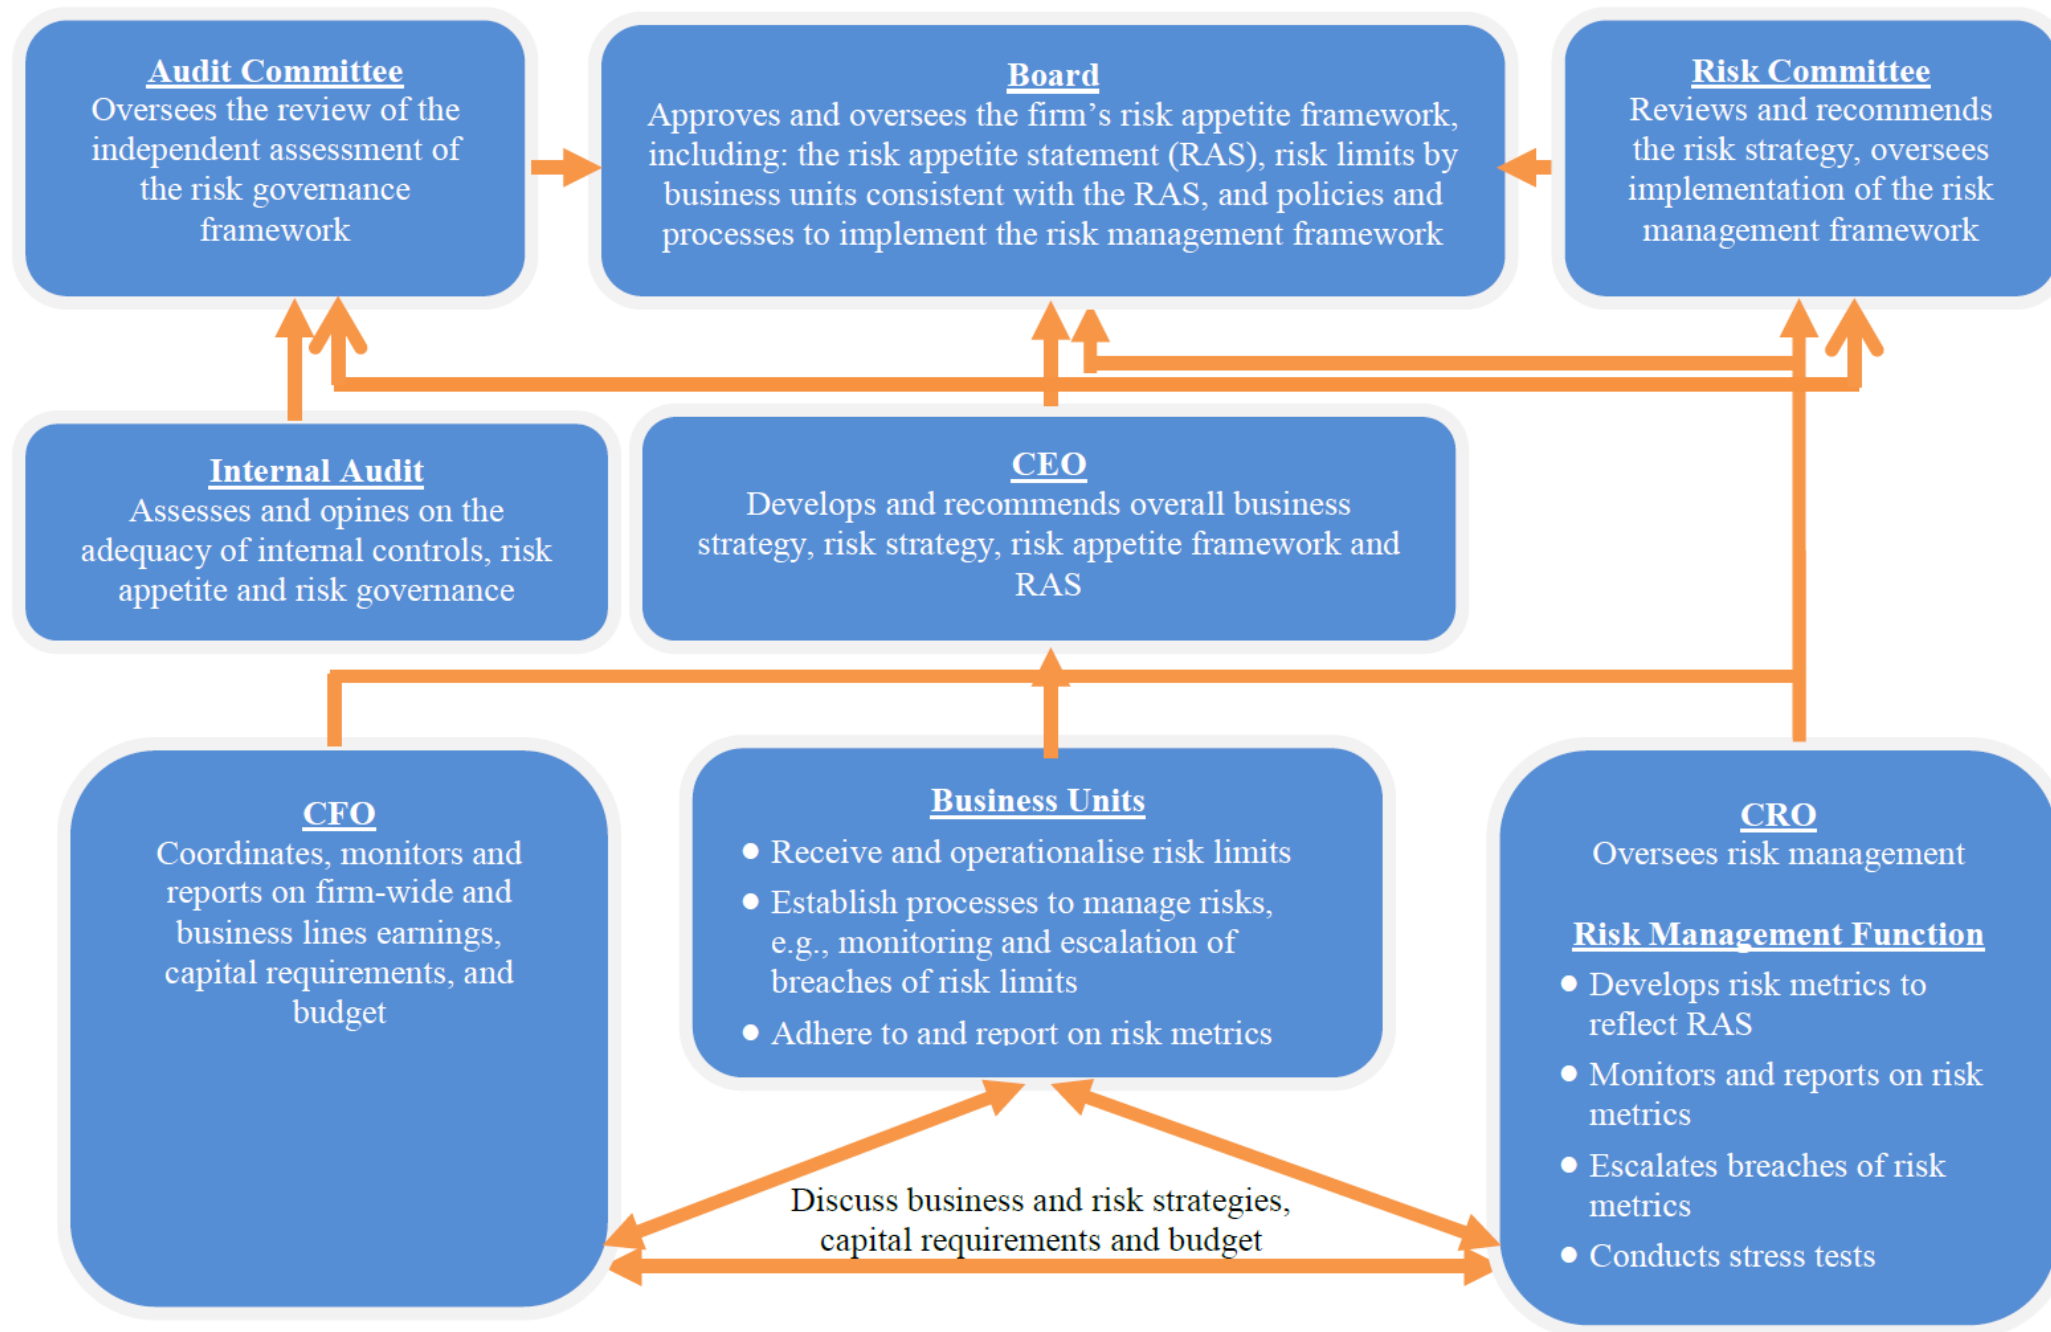 Audit Committee
Oversees the review of the
independent assessment of
the risk governance
framework
Board
Approves and oversees the firm’s risk appetite framework,
including: the risk appetite statement (RAS), risk limits by
business units consistent with the RAS, and policies and
processes to implement the risk management framework
Risk Committee
Reviews and recommends
the risk strategy, oversees
implementation of the risk
management framework
Internal Audit
Assesses and opines on the
adequacy of internal controls, risk
appetite and risk governance
CEO
Develops and recommends overall business
strategy, risk strategy, risk appetite framework and
RAS
CFO
Coordinates, monitors and
reports on firm-wide and
business lines earnings,
capital requirements, and
budget
Business Units
● Receive and operationalise risk limits
● Establish processes to manage risks,
e.g., monitoring and escalation of
breaches of risk limits
● Adhere to and report on risk metrics
CRO
Oversees risk management
Risk Management Function
● Develops risk metrics to
reflect RAS
● Monitors and reports on risk
metrics
● Escalates breaches of risk
metrics
● Conducts stress tests
Discuss business and risk strategies,
capital requirements and budget